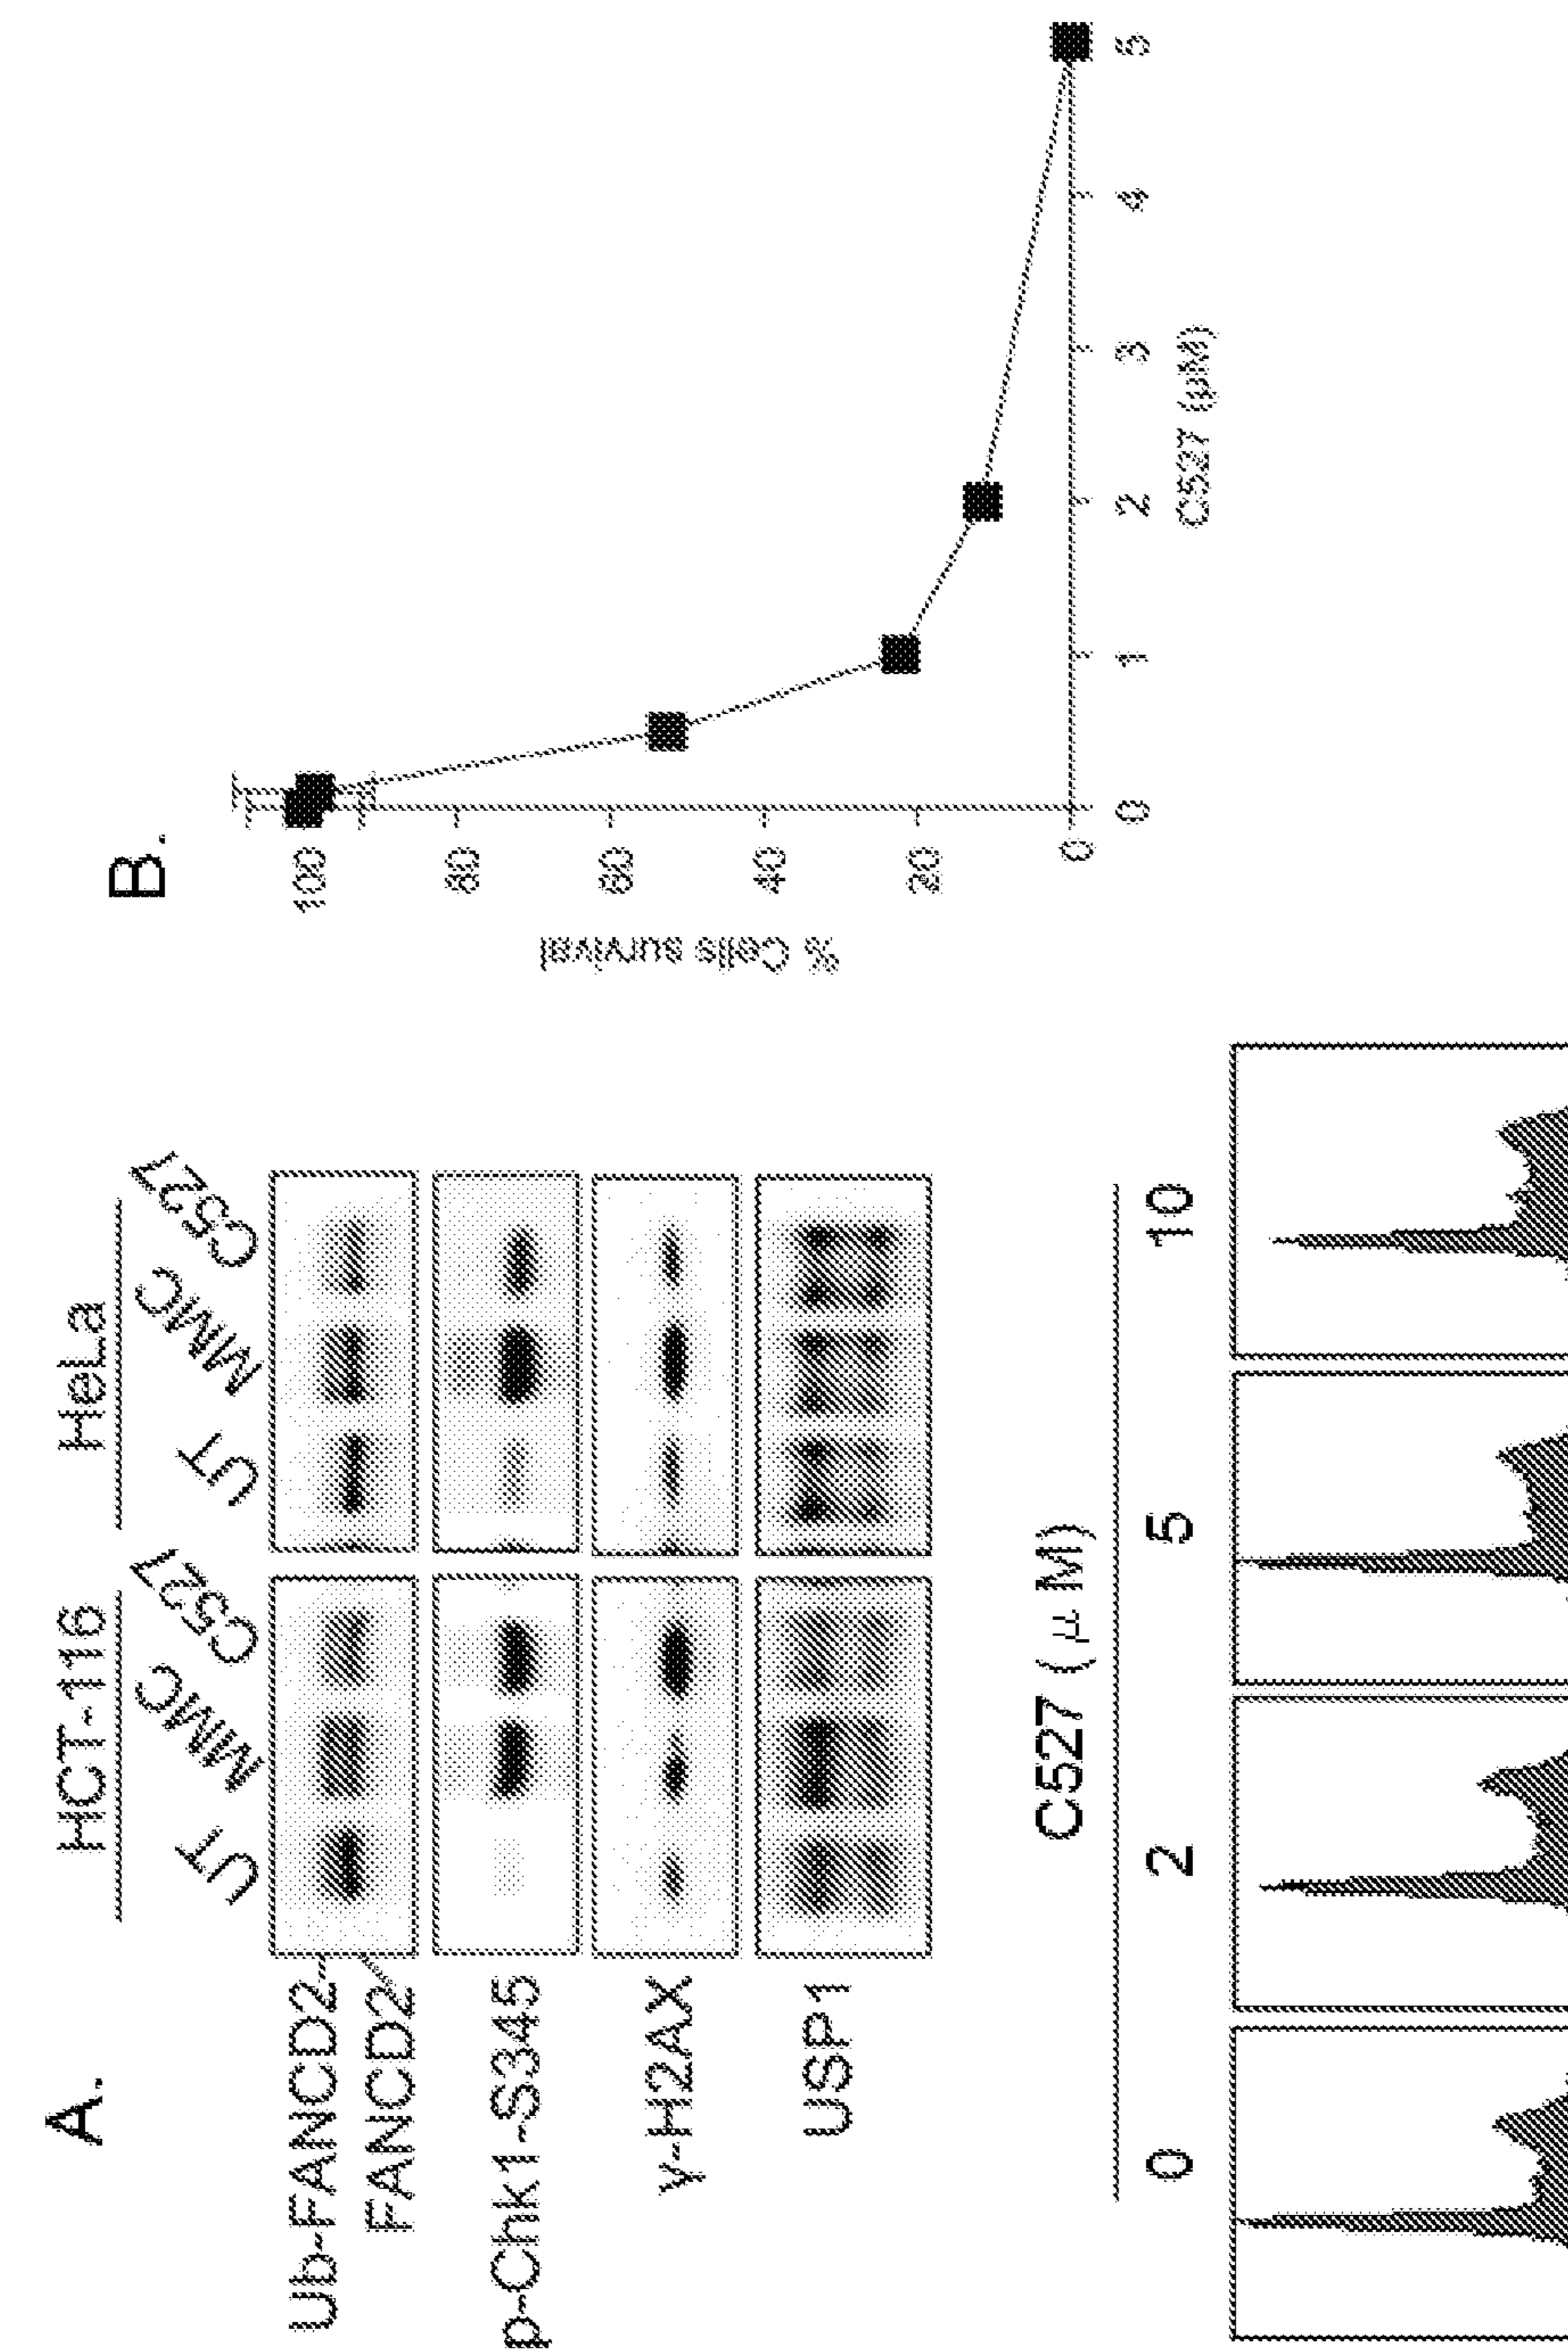 A.
HCT-116 HeLa
UT MMC C527 UT MMC C527
Ub-FANCD2
FANCD2
p-Chk1-S345
γ-H2AX
USP1
C527 (μM)
0 2 5 10
B.
% Cells survival
100
80
60
40
20
0
0 1 2 3 4 5
C527 (μM)